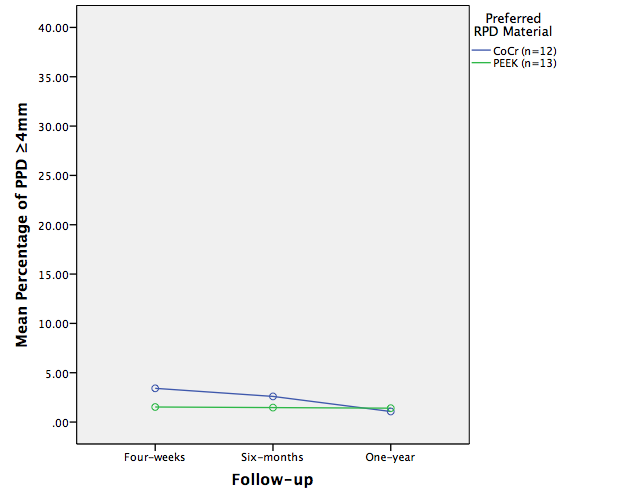 Preferred
RPD Material
CoCr (n=12)
PEEK (n=13)
Mean Percentage of PPD ≥4mm
40.00
35.00
30.00
25.00
20.00
15.00
10.00
5.00
.00
Four-weeks
Six-months
One-year
Follow-up